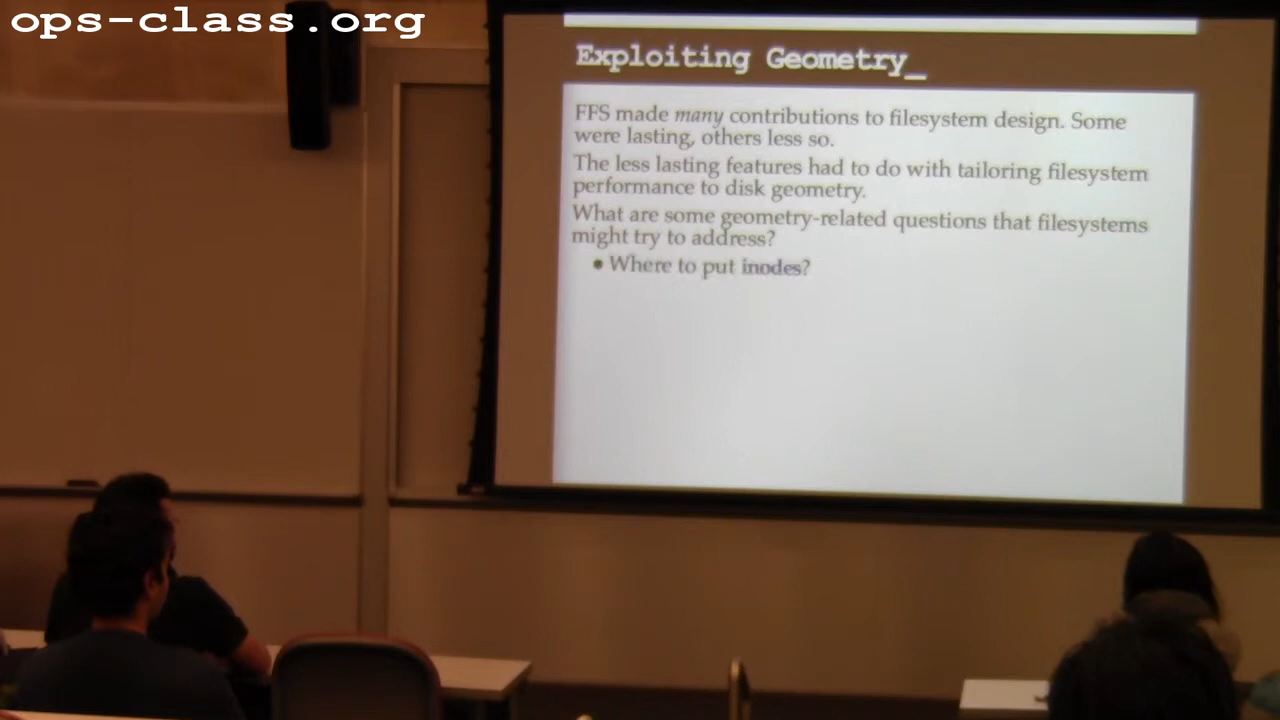 ops-class.org
Exploiting Geometry_
FFS made many contributions to filesystem design. Some
were lasting, others less so.
The less lasting features had to do with tailoring filesystem
performance to disk geometry.
What are some geometry-related questions that filesystems
might try to address?
• Where to put inodes?